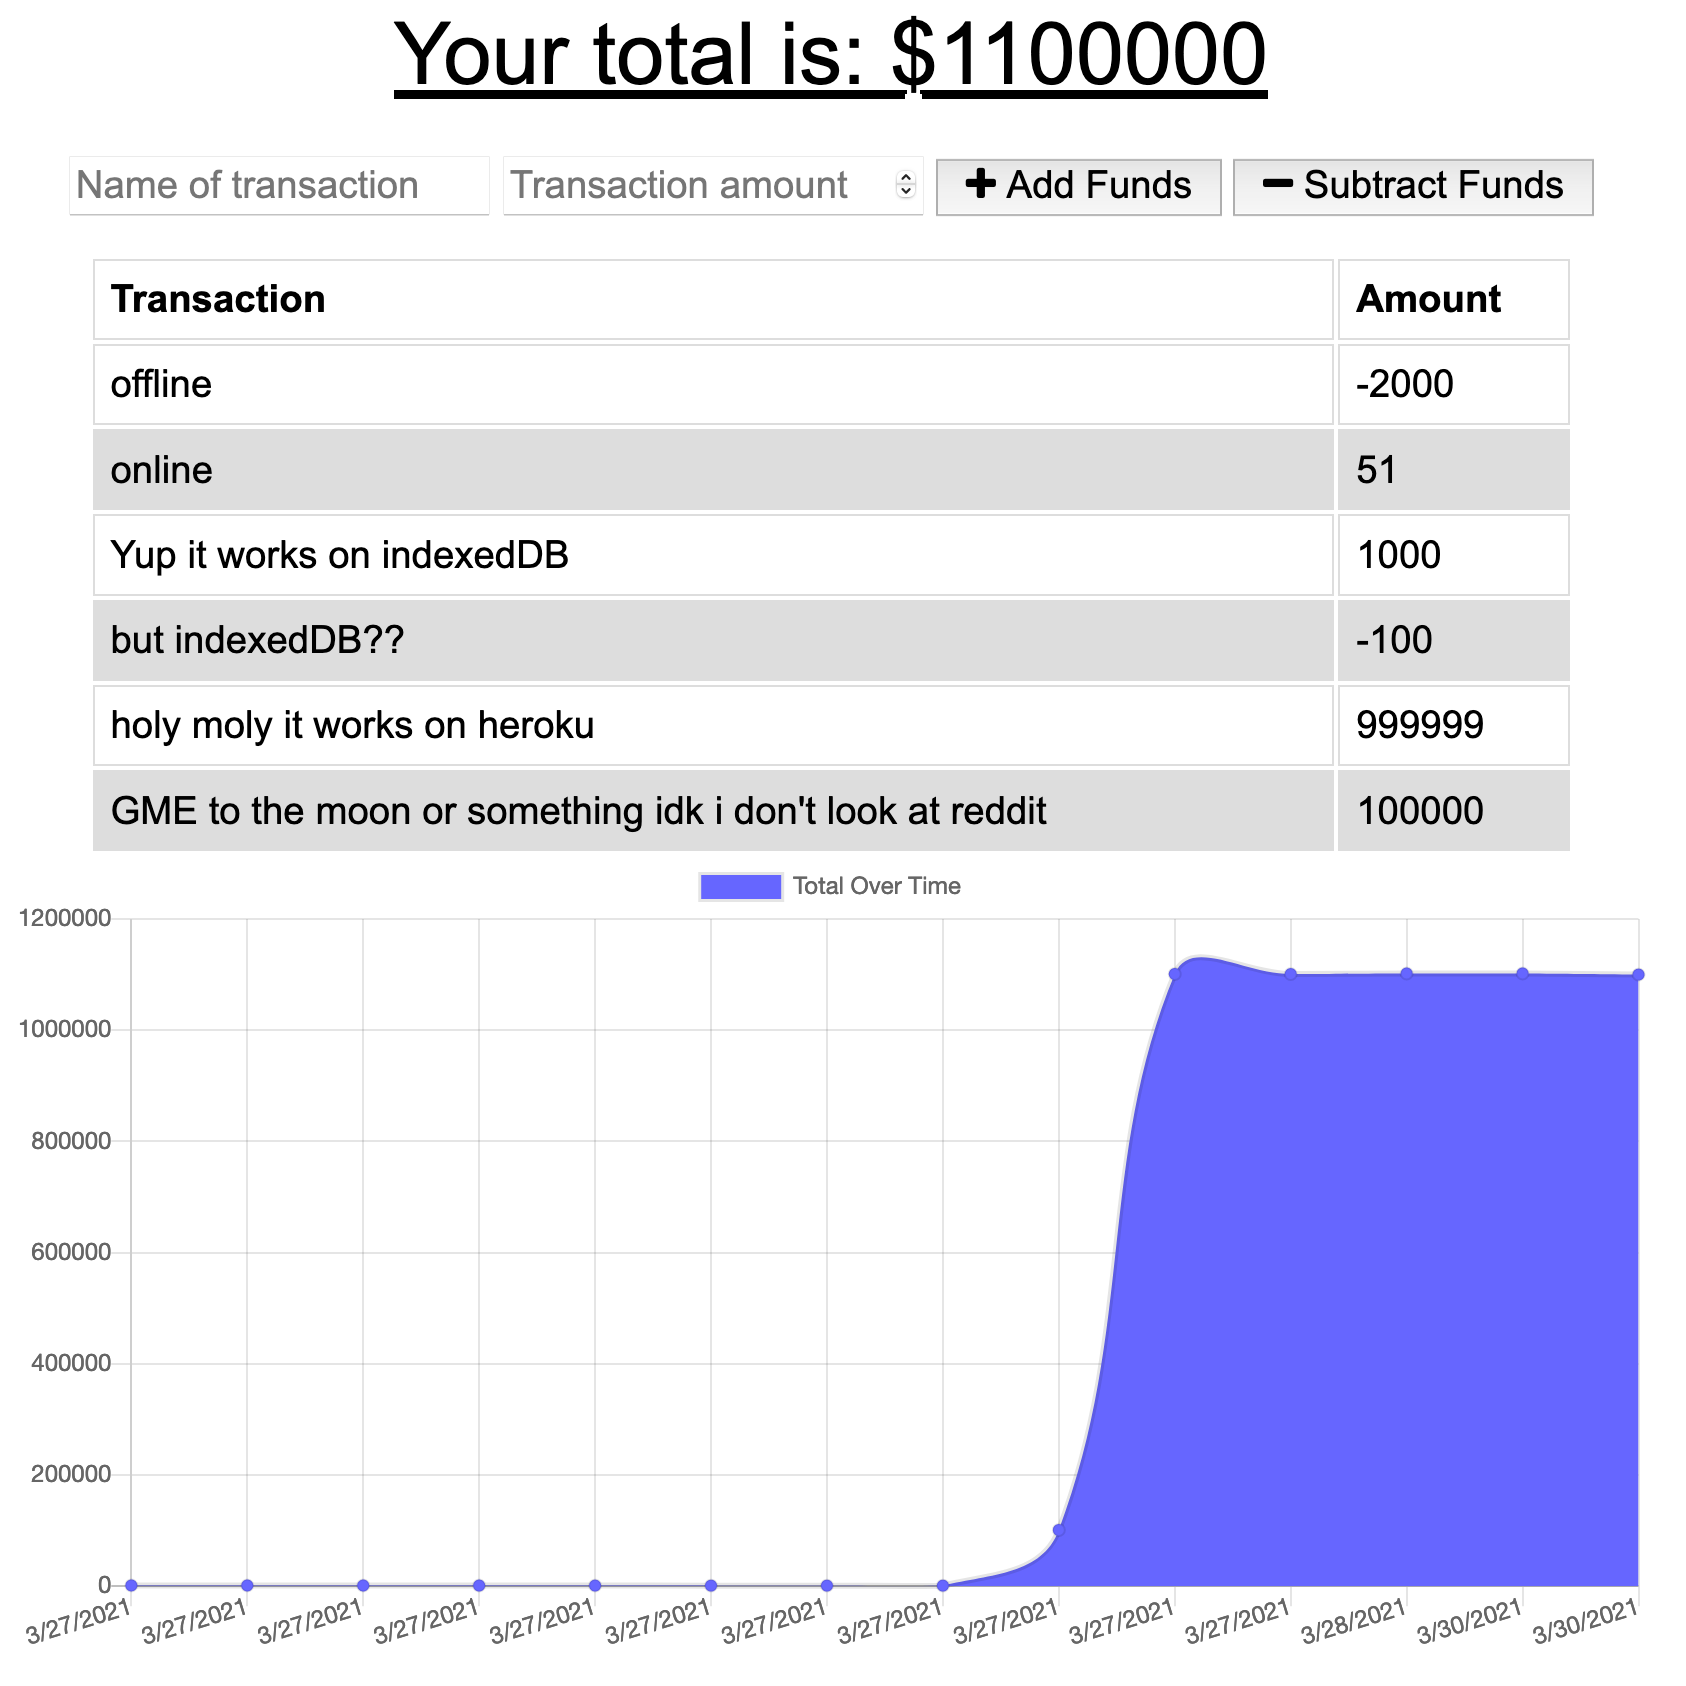 Your total is: $1100000
Name of transaction Transaction amount Add Funds Subtract Funds
Transaction Amount
offline -2000
online 51
Yup it works on indexedDB 1000
but indexedDB?? -100
holy moly it works on heroku 999999
GME to the moon or something idk i don't look at reddit 100000
Total Over Time
1200000
1000000
800000
600000
400000
200000
0
3/27/2021 3/27/2021 3/27/2021 3/27/2021 3/27/2021 3/27/2021 3/27/2021 3/27/2021 3/27/2021 3/27/2021 3/27/2021 3/28/2021 3/30/2021 3/30/2021